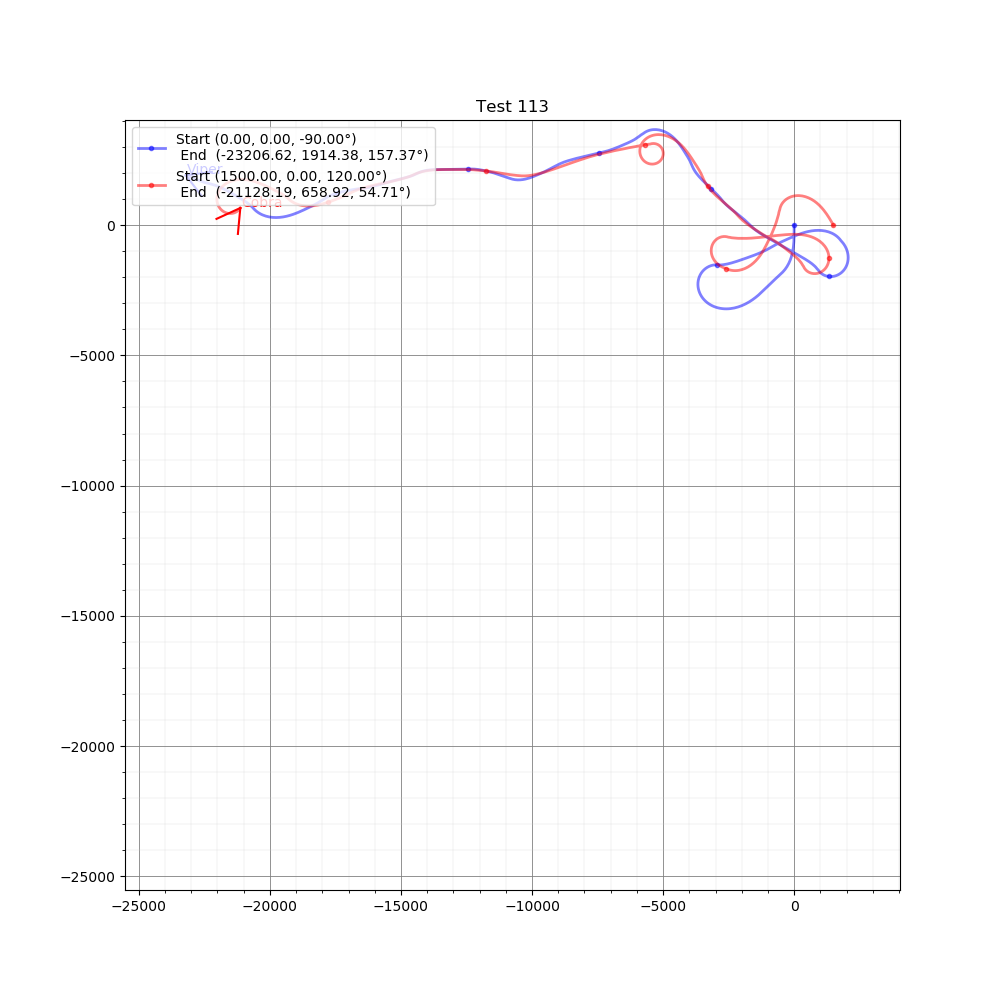 Test 113
Start (0.00, 0.00, -90.00°)
End (-23206.62, 1914.38, 157.37°)
Start (1500.00, 0.00, 120.00°)
End (-21128.19, 658.92, 54.71°)
Viper
Cobra
0
−5000
−10000
−15000
−20000
−25000
−25000
−20000
−15000
−10000
−5000
0